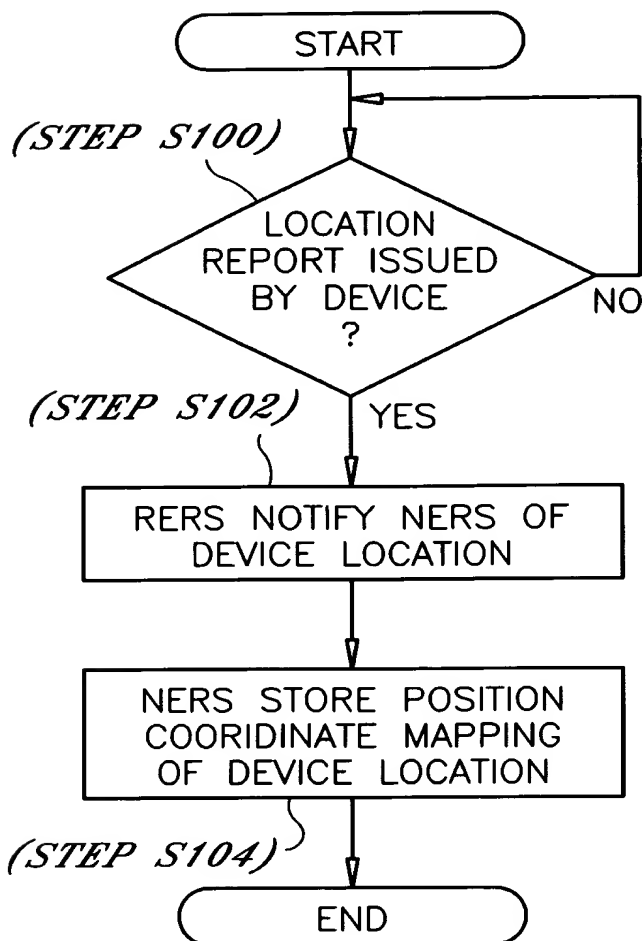 START
(STEP S100)
LOCATION
REPORT ISSUED
BY DEVICE
?
NO
(STEP S102)
YES
RERS NOTIFY NERS OF
DEVICE LOCATION
NERS STORE POSITION
COORIDINATE MAPPING
OF DEVICE LOCATION
(STEP S104)
END